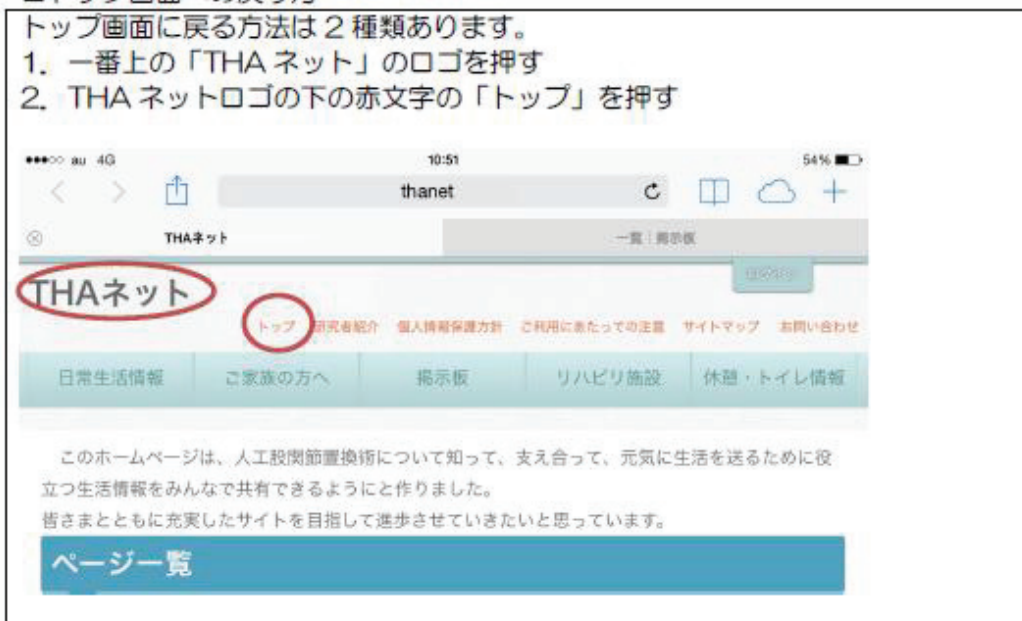 トップ画面に戻る方法は2種類あります。
1. 一番上の「THAネット」のロゴを押す
2. THAネットロゴの下の赤文字の「トップ」を押す
au 4G 10:51 54%
thanet
THAネット 一覧｜掲示板
THAネット
トップ 研究者紹介 個人情報保護方針 ご利用にあたっての注意 サイトマップ お問い合わせ
日常生活情報 ご家族の方へ 掲示板 リハビリ施設 休憩・トイレ情報
このホームページは、人工股関節置換術について知って、支え合って、元気に生活を送るために役
立つ生活情報をみんなで共有できるようにと作りました。
皆さまとともに充実したサイトを目指して進歩させていきたいと思っています。
ページ一覧